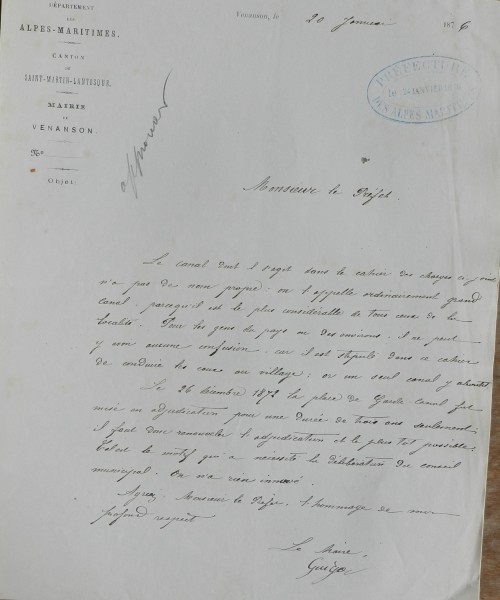 DÉPARTEMENT
DES
ALPES-MARITIMES.
CANTON
DE
SAINT-MARTIN-LANTOSQUE.
MAIRIE
DE
VENANSON.
N°
OBJET:
Venanson, le 20 Janvier 1876
PRÉFECTURE
JANVIER
DES ALPES MARITIMES
approuver
Monsieur le Préfet.
Le canal dont il s'agit dans le cahier des charges ci-joint
n'a pas de nom propre: on l'appelle ordinairement grand
canal, parcequ'il est le plus considérable de tous ceux de la
localité. Pour les gens du pays ou des environs, il ne peut
y avoir aucune confusion, car il est stipulé dans ce cahier
de conduire les eaux au village: or un seul canal y aboutit
Le 26 décembre 1872 la place de Garde canal fut
mise en adjudication pour une durée de trois ans seulement.
il faut donc renouveler l'adjudication et le plus tôt possible.
Tel est le motif qui a nécessité la délibération du conseil
municipal. On n'a rien innové.
Agréez, Monsieur le Préfet, l'hommage de mon
profond respect
Le Maire,
Guigo